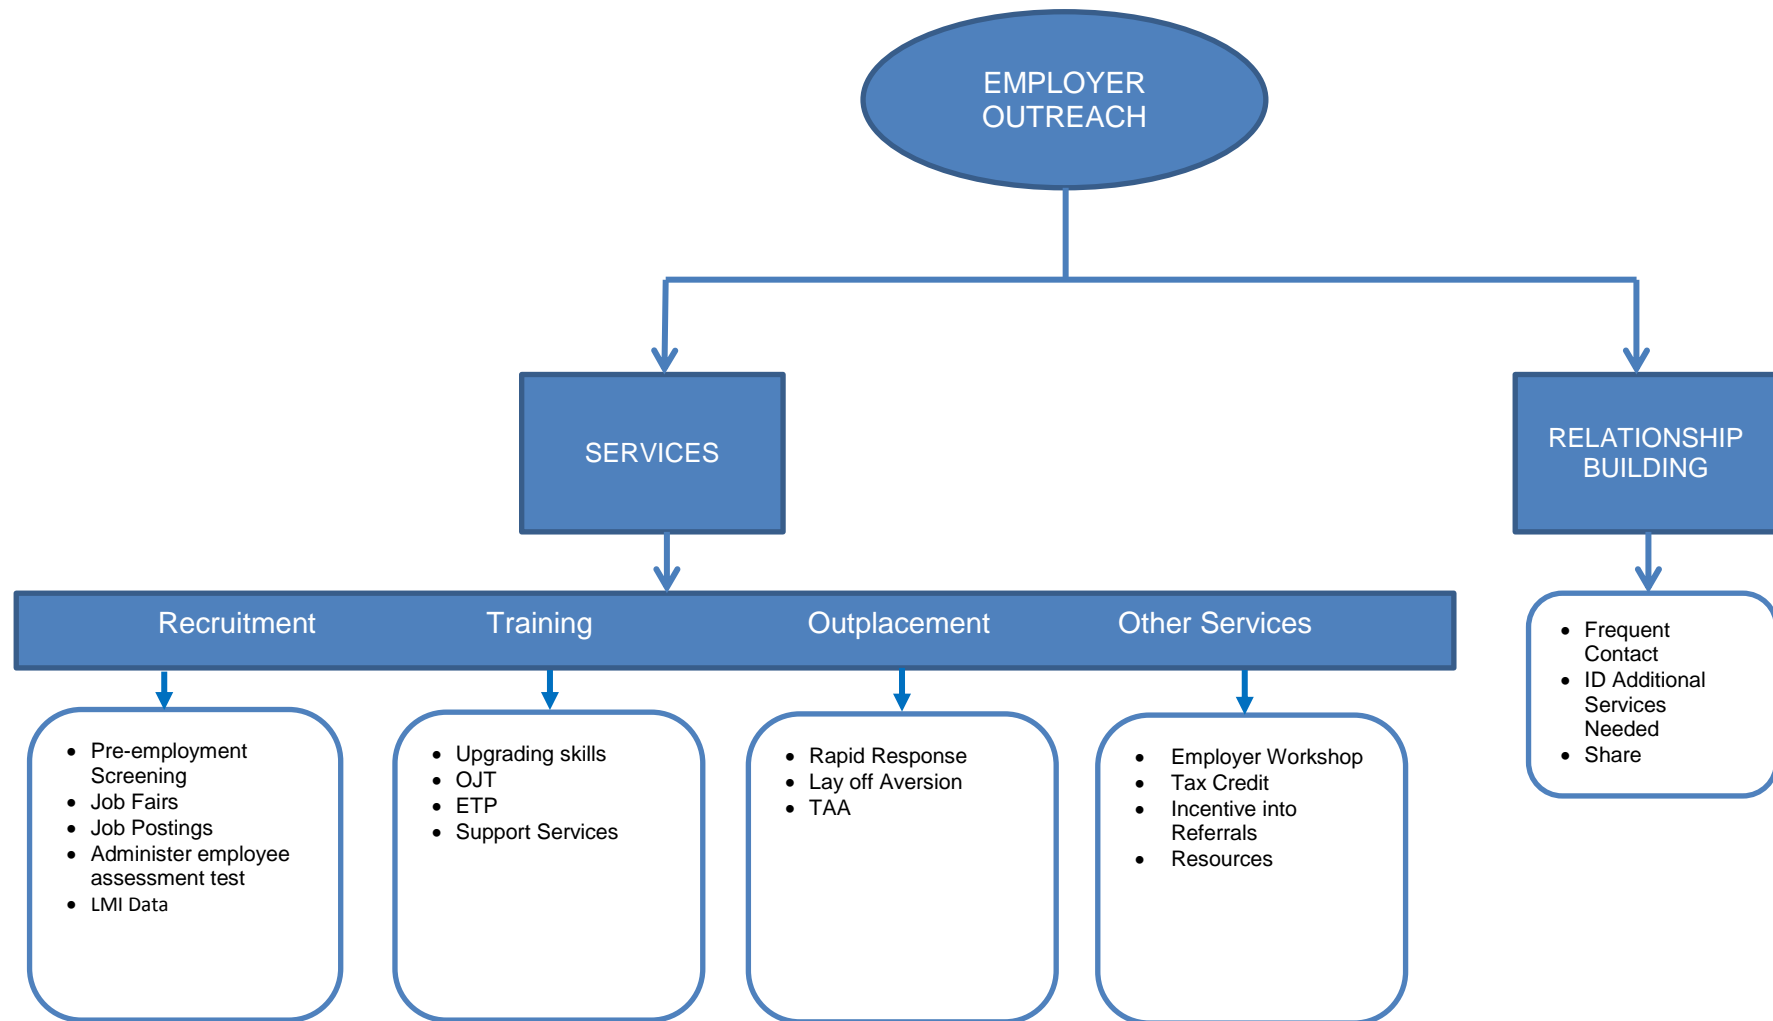 EMPLOYER
OUTREACH
SERVICES
RELATIONSHIP
BUILDING
Recruitment
Training
Outplacement
Other Services
• Pre-employment
Screening
• Job Fairs
• Job Postings
• Administer employee
assessment test
• LMI Data
• Upgrading skills
• OJT
• ETP
• Support Services
• Rapid Response
• Lay off Aversion
• TAA
• Employer Workshop
• Tax Credit
• Incentive into
Referrals
• Resources
• Frequent
Contact
• ID Additional
Services
Needed
• Share